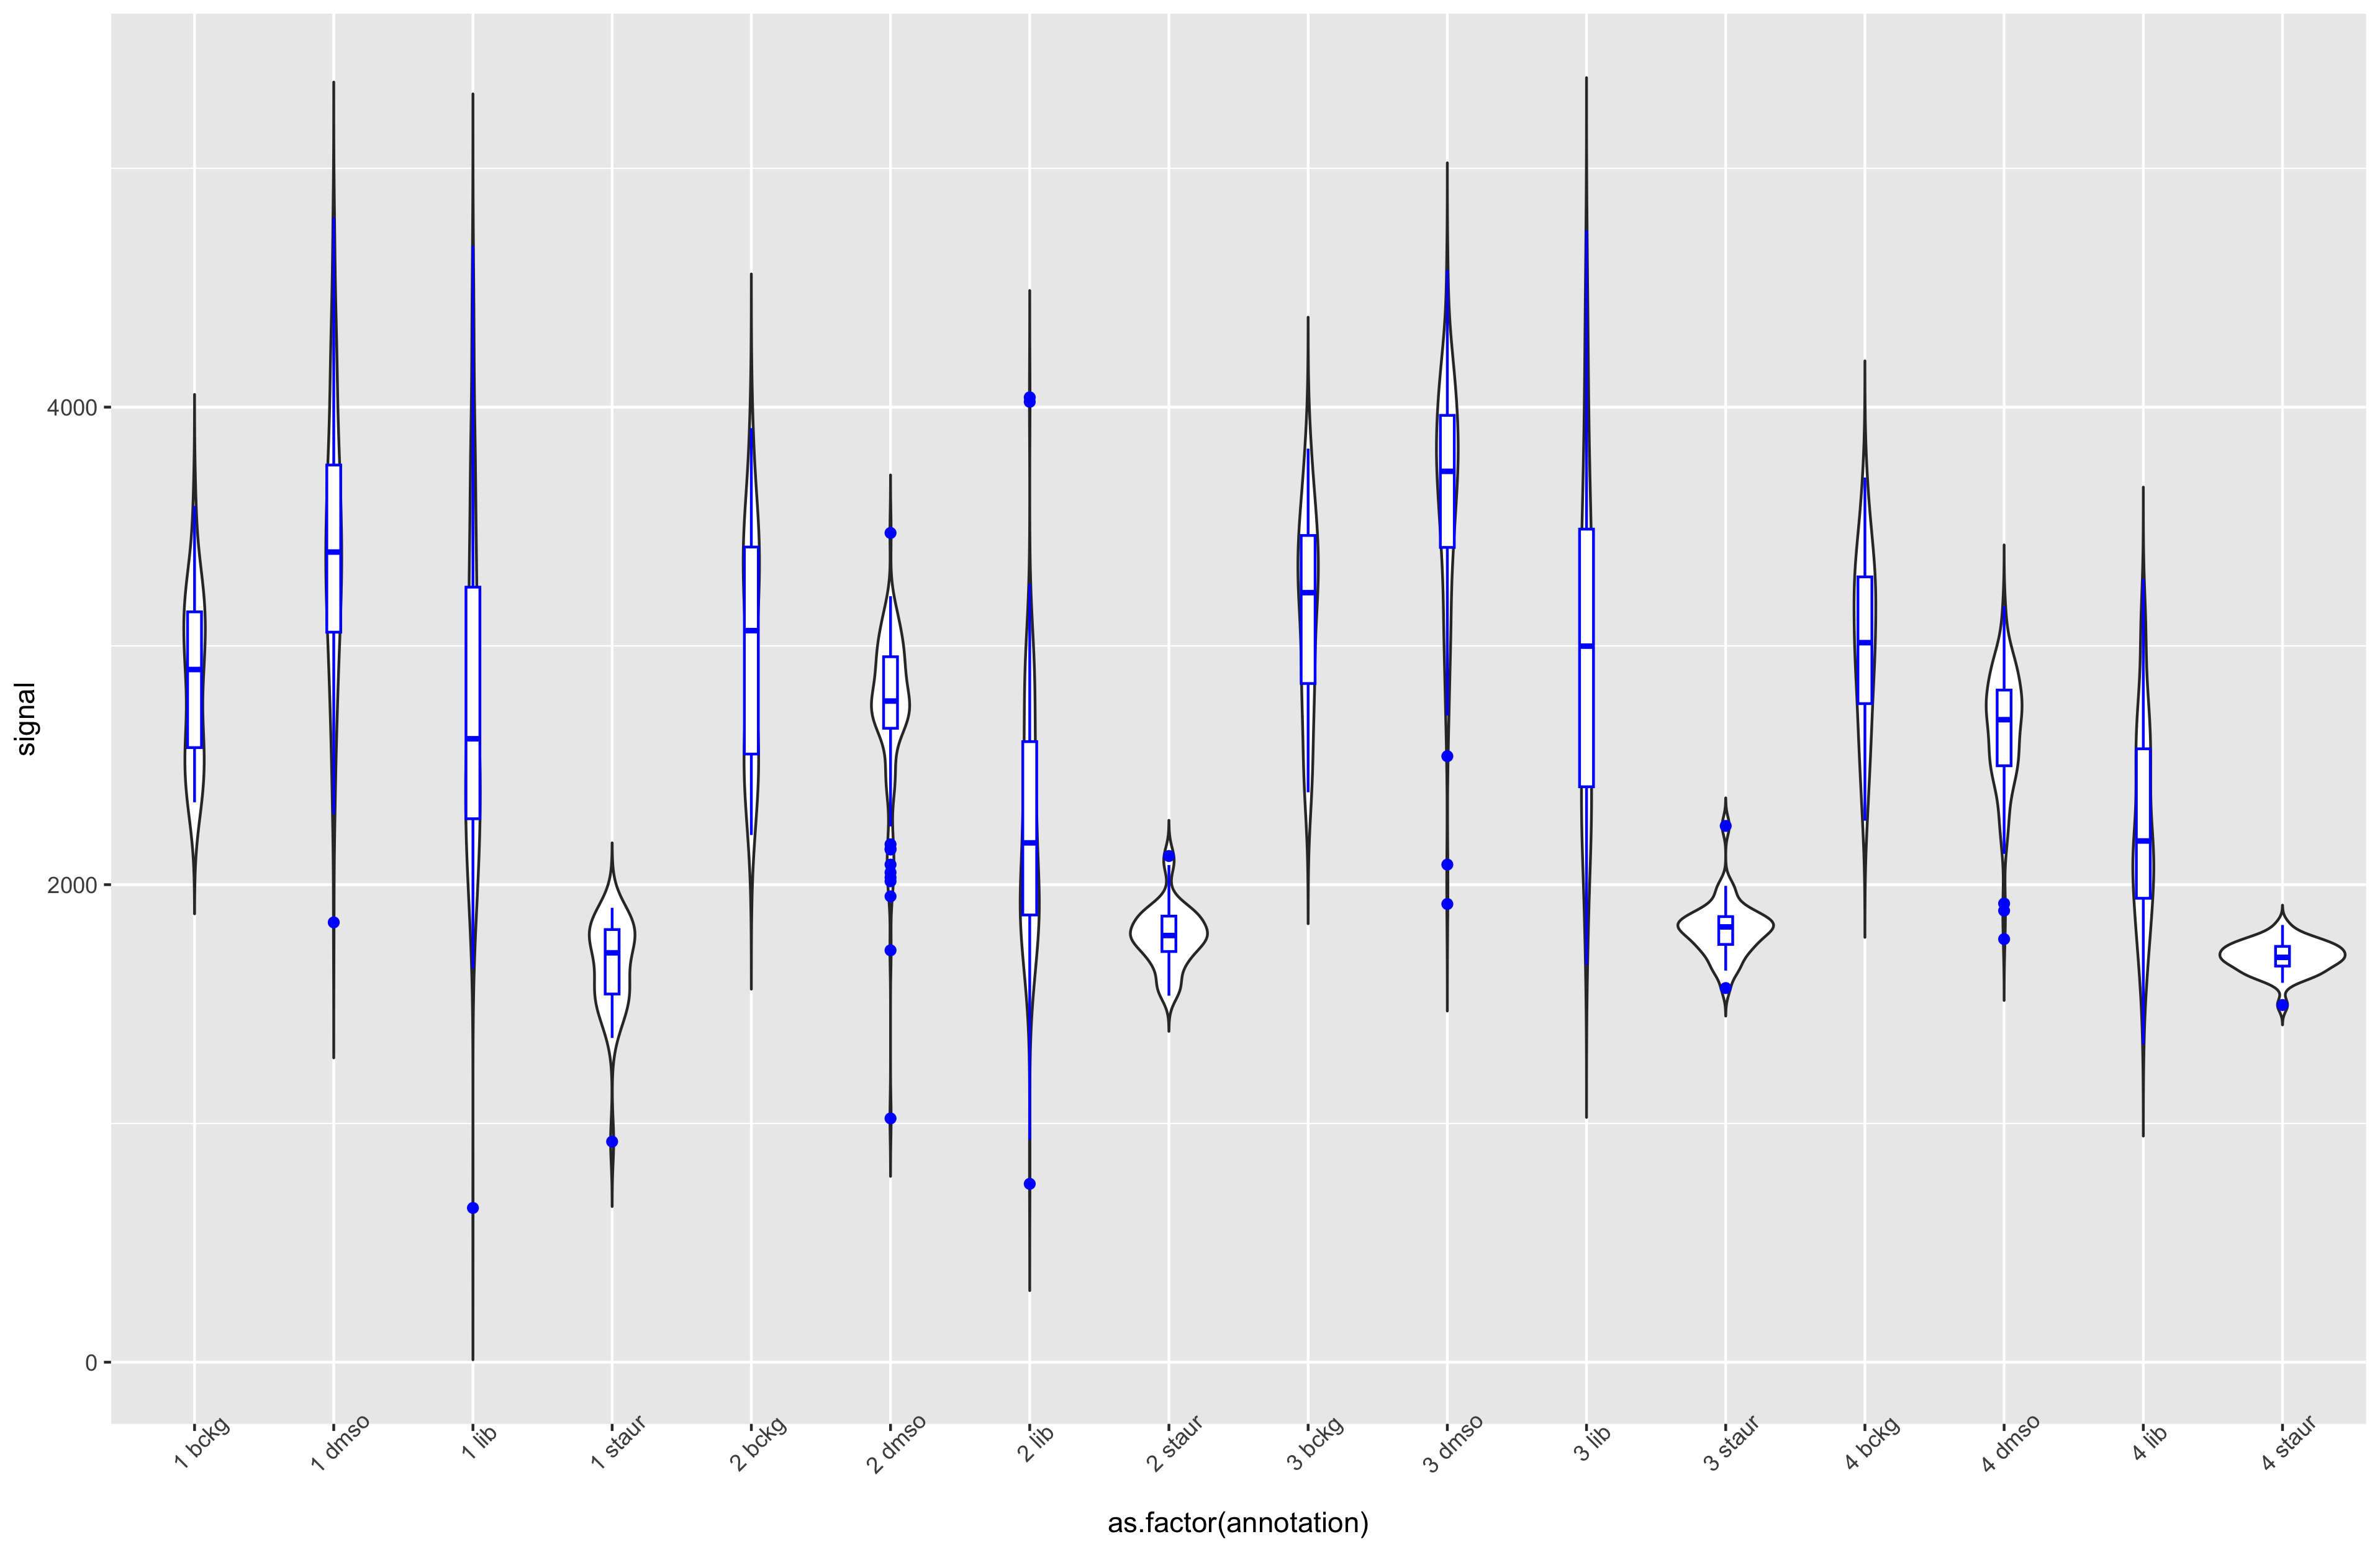 signal
4000
2000
0
1 bckg
1 dmso
1 lib
1 staur
2 bckg
2 dmso
2 lib
2 staur
3 bckg
3 dmso
3 lib
3 staur
4 bckg
4 dmso
4 lib
4 staur
as.factor(annotation)